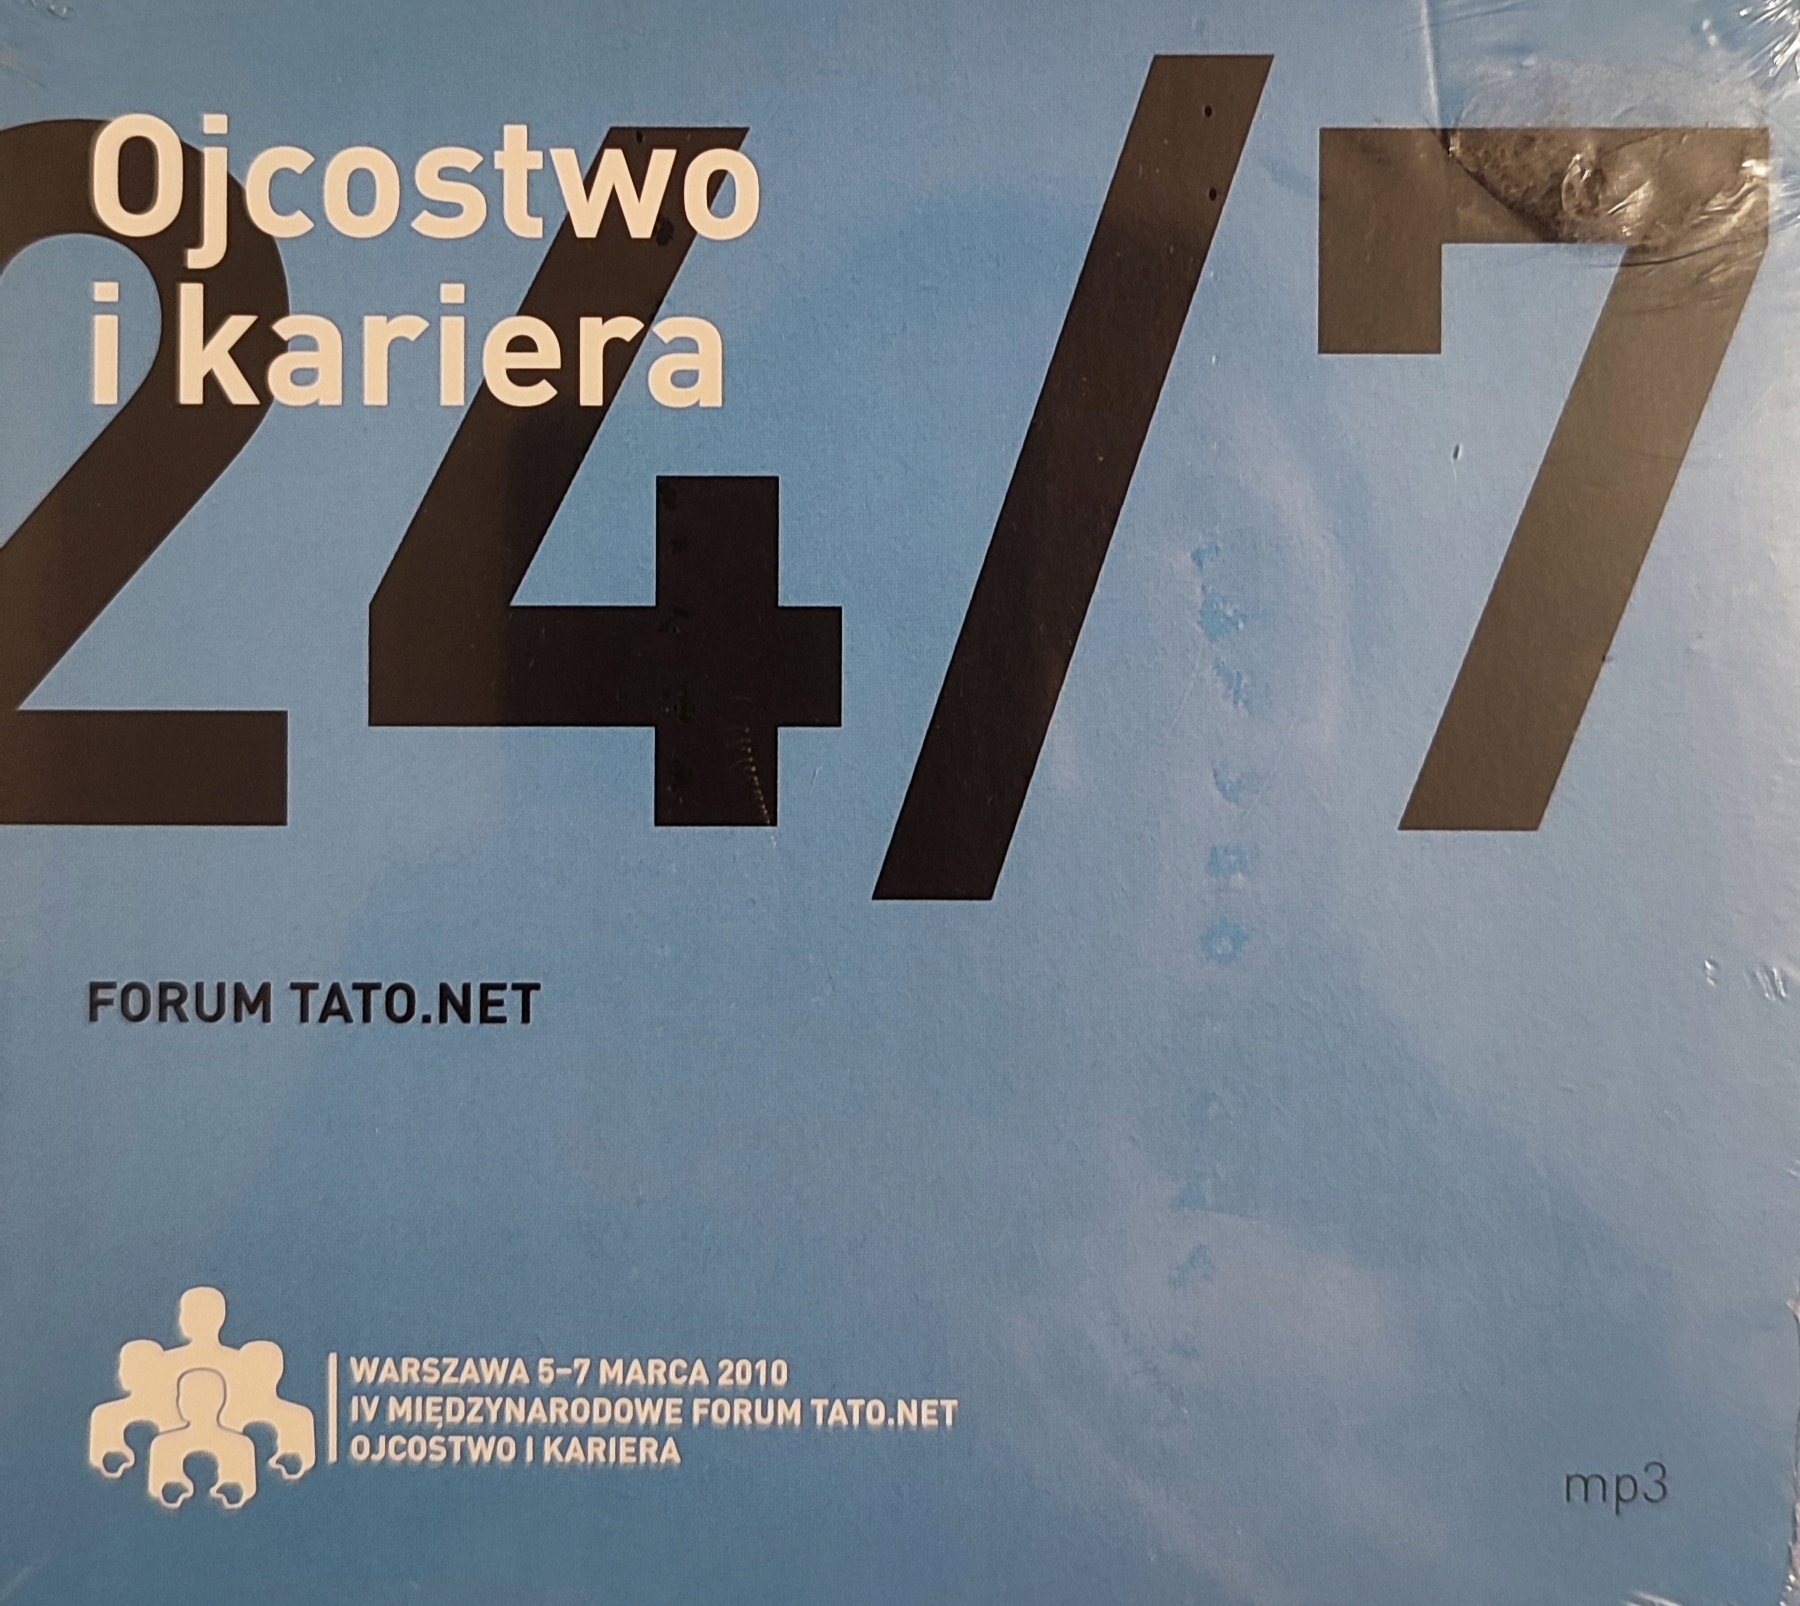 24/7
Ojcostwo
i kariera
FORUM TATO.NET
WARSZAWA 5–7 MARCA 2010
IV MIĘDZYNARODOWE FORUM TATO.NET
OJCOSTWO I KARIERA
mp3